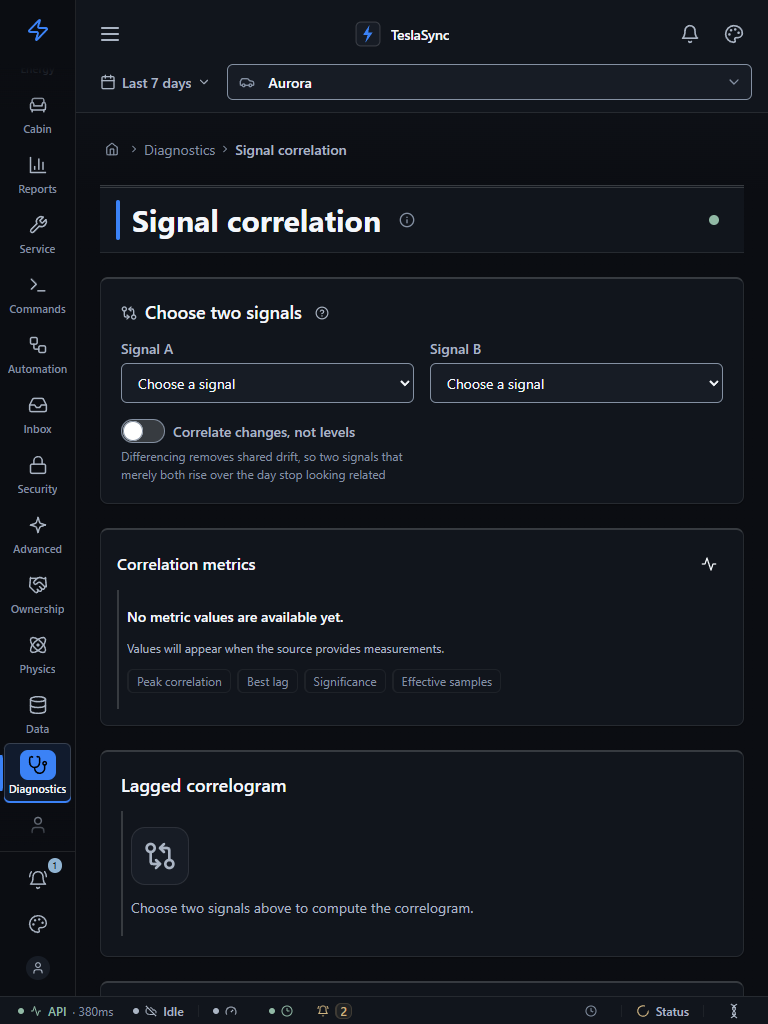 TeslaSync
Last 7 days
Aurora
Energy
Cabin
Reports
Service
Commands
Automation
Inbox
Security
Advanced
Ownership
Physics
Data
Diagnostics
1
Diagnostics
Signal correlation
Signal correlation
Choose two signals
Signal A
Signal B
Choose a signal
Choose a signal
Correlate changes, not levels
Differencing removes shared drift, so two signals that
merely both rise over the day stop looking related
Correlation metrics
No metric values are available yet.
Values will appear when the source provides measurements.
Peak correlation
Best lag
Significance
Effective samples
Lagged correlogram
Choose two signals above to compute the correlogram.
API · 380ms
Idle
2
Status